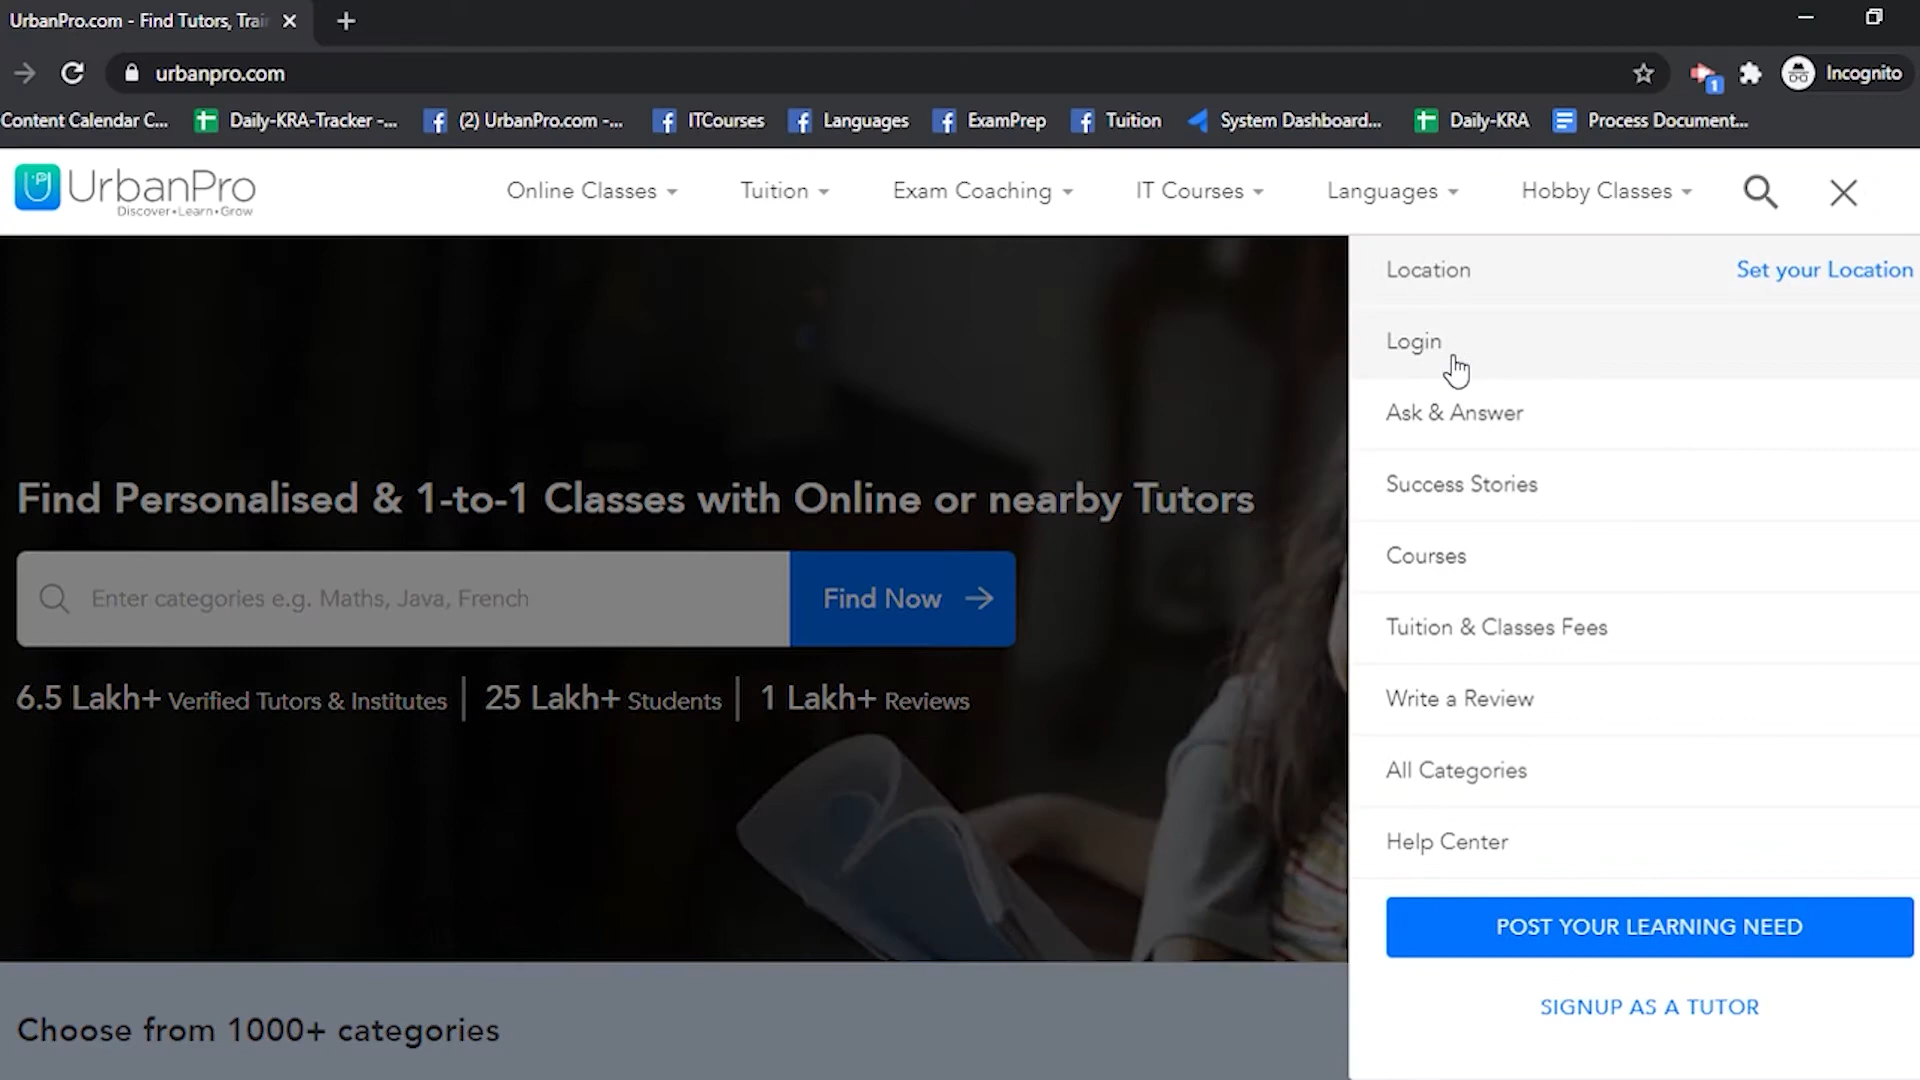 UrbanPro.com - Find Tutors, Trai
urbanpro.com
1
Incognito
Content Calendar C...
Daily-KRA-Tracker -...
(2) UrbanPro.com -...
ITCourses
Languages
ExamPrep
Tuition
System Dashboard...
Daily-KRA
Process Document...
UrbanPro
Discover•Learn•Grow
Online Classes
Tuition
Exam Coaching
IT Courses
Languages
Hobby Classes
Location
Set your Location
Login
Ask & Answer
Success Stories
Courses
Tuition & Classes Fees
Write a Review
All Categories
Help Center
POST YOUR LEARNING NEED
SIGNUP AS A TUTOR
Find Personalised & 1-to-1 Classes with Online or nearby Tutors
Enter categories e.g. Maths, Java, French
Find Now
6.5 Lakh+ Verified Tutors & Institutes | 25 Lakh+ Students | 1 Lakh+ Reviews
Choose from 1000+ categories